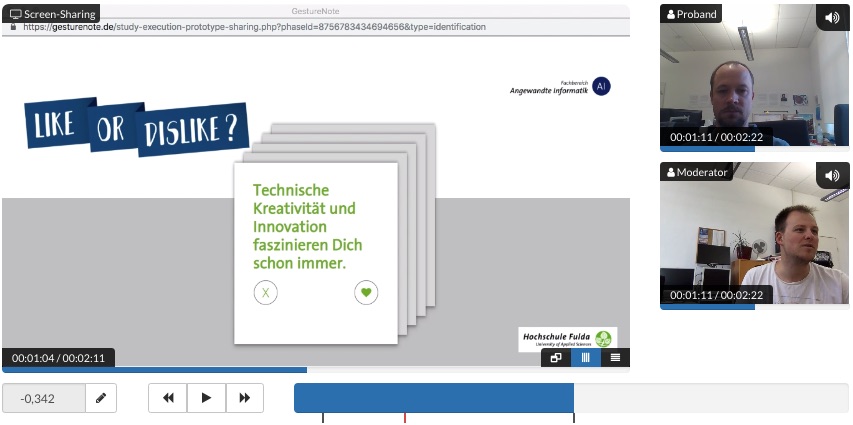 Screen-Sharing
GestureNote
https://gesturenote.de/study-execution-prototype-sharing.php?phaseId=8756783434694656&type=identification
Fachbereich
Angewandte Informatik AI
LIKE OR DISLIKE?
Technische
Kreativität und
Innovation
faszinieren Dich
schon immer.
X
Hochschule Fulda
University of Applied Sciences
00:01:04 / 00:02:11
Proband
00:01:11 / 00:02:22
Moderator
00:01:11 / 00:02:22
-0,342